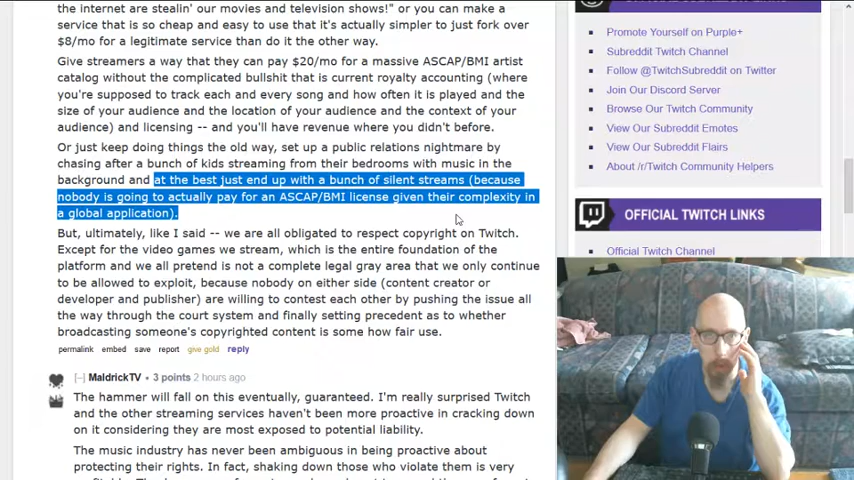 the internet are stealin' our movies and television shows!" or you can make a
service that is so cheap and easy to use that it's actually simpler to just fork over
$8/mo for a legitimate service than do it the other way.
Give streamers a way that they can pay $20/mo for a massive ASCAP/BMI artist
catalog without the complicated bullshit that is current royalty accounting (where
you're supposed to track each and every song and how often it is played and the
size of your audience and the location of your audience and the context of your
audience) and licensing -- and you'll have revenue where you didn't before.
Or just keep doing things the old way, set up a public relations nightmare by
chasing after a bunch of kids streaming from their bedrooms with music in the
background and at the best just end up with a bunch of silent streams (because
nobody is going to actually pay for an ASCAP/BMI license given their complexity in
a global application).
But, ultimately, like I said -- we are all obligated to respect copyright on Twitch.
Except for the video games we stream, which is the entire foundation of the
platform and we all pretend is not a complete legal gray area that we only continue
to be allowed to exploit, because nobody on either side (content creator or
developer and publisher) are willing to contest each other by pushing the issue all
the way through the court system and finally setting precedent as to whether
broadcasting someone's copyrighted content is some how fair use.
permalink embed save report give gold reply
[-] MaldrickTV • 3 points 2 hours ago
The hammer will fall on this eventually, guaranteed. I'm really surprised Twitch
and the other streaming services haven't been more proactive in cracking down
on it considering they are most exposed to potential liability.
The music industry has never been ambiguous in being proactive about
protecting their rights. In fact, shaking down those who violate them is very
Promote Yourself on Purple+
Subreddit Twitch Channel
Follow @TwitchSubreddit on Twitter
Join Our Discord Server
Browse Our Twitch Community
View Our Subreddit Emotes
View Our Subreddit Flairs
About /r/Twitch Community Helpers
OFFICIAL TWITCH LINKS
Official Twitch Channel